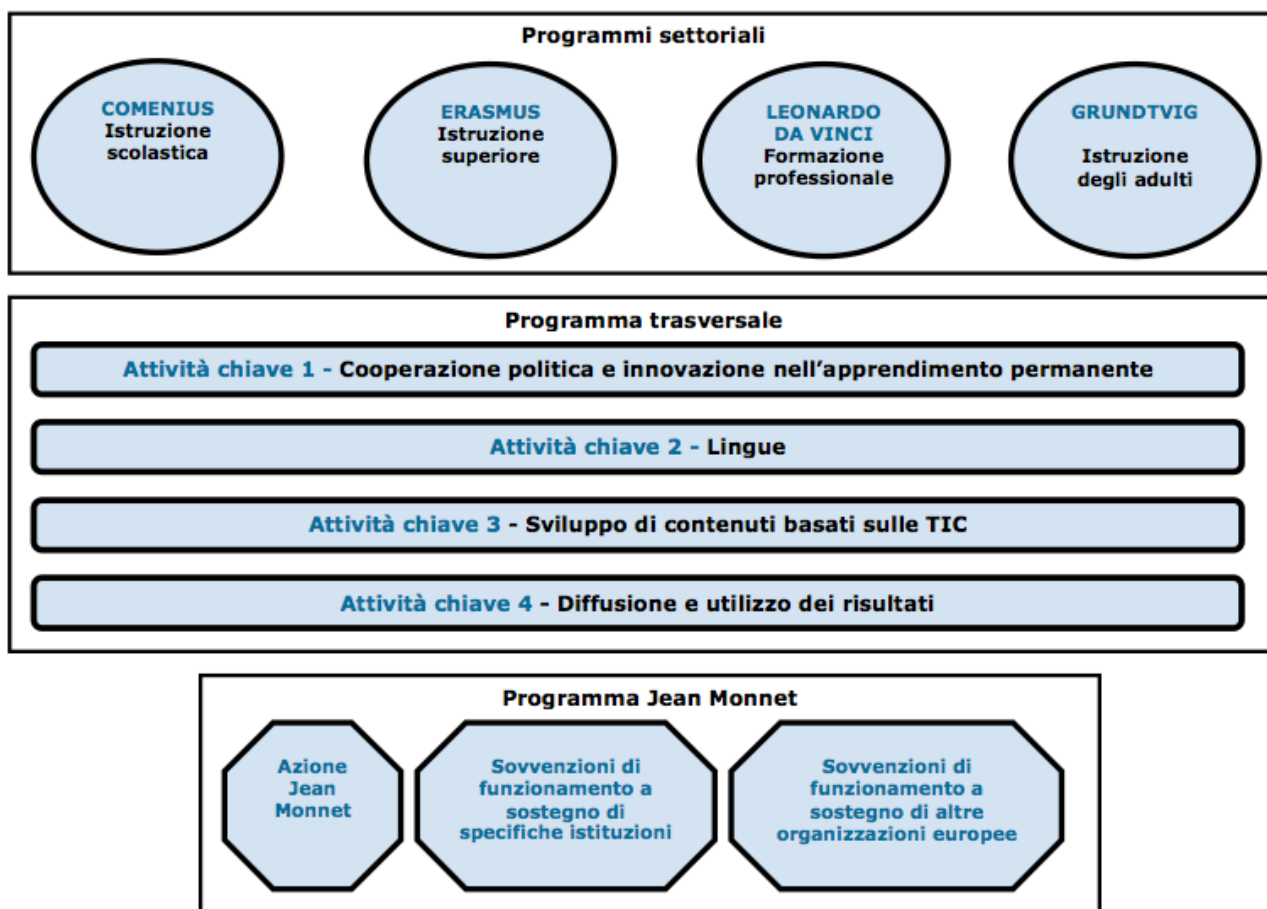 Programmi settoriali
COMENIUS
Istruzione
scolastica
ERASMUS
Istruzione
superiore
LEONARDO
DA VINCI
Formazione
professionale
GRUNDTVIG
Istruzione
degli adulti
Programma trasversale
Attività chiave 1 - Cooperazione politica e innovazione nell'apprendimento permanente
Attività chiave 2 - Lingue
Attività chiave 3 - Sviluppo di contenuti basati sulle TIC
Attività chiave 4 - Diffusione e utilizzo dei risultati
Programma Jean Monnet
Azione
Jean
Monnet
Sovvenzioni di
funzionamento a
sostegno di
specifiche istituzioni
Sovvenzioni di
funzionamento a
sostegno di altre
organizzazioni europee